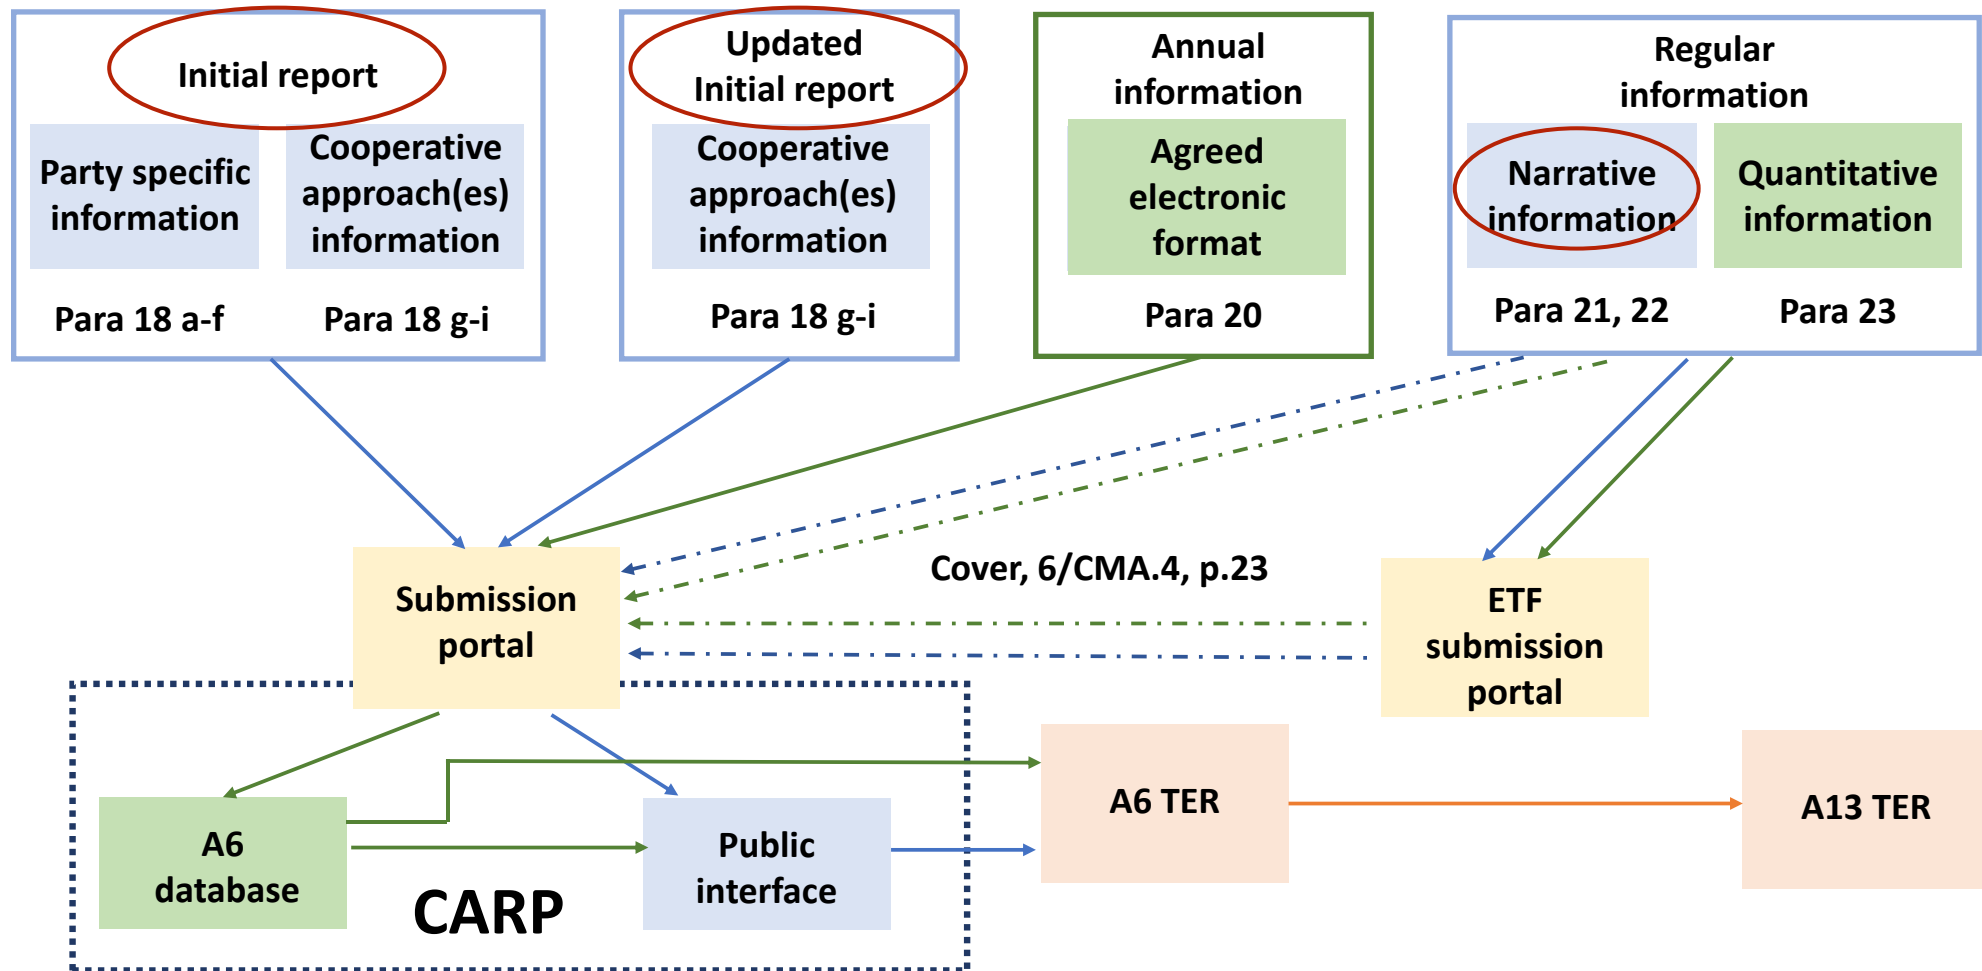 Initial report
Party specific
information
Cooperative
approach(es)
information
Para 18 a-f
Para 18 g-i
Updated
Initial report
Cooperative
approach(es)
information
Para 18 g-i
Annual
information
Agreed
electronic
format
Para 20
Regular
information
Narrative
information
Quantitative
information
Para 21, 22
Para 23
Submission
portal
Cover, 6/CMA.4, p.23
ETF
submission
portal
A6
database
CARP
Public
interface
A6 TER
A13 TER